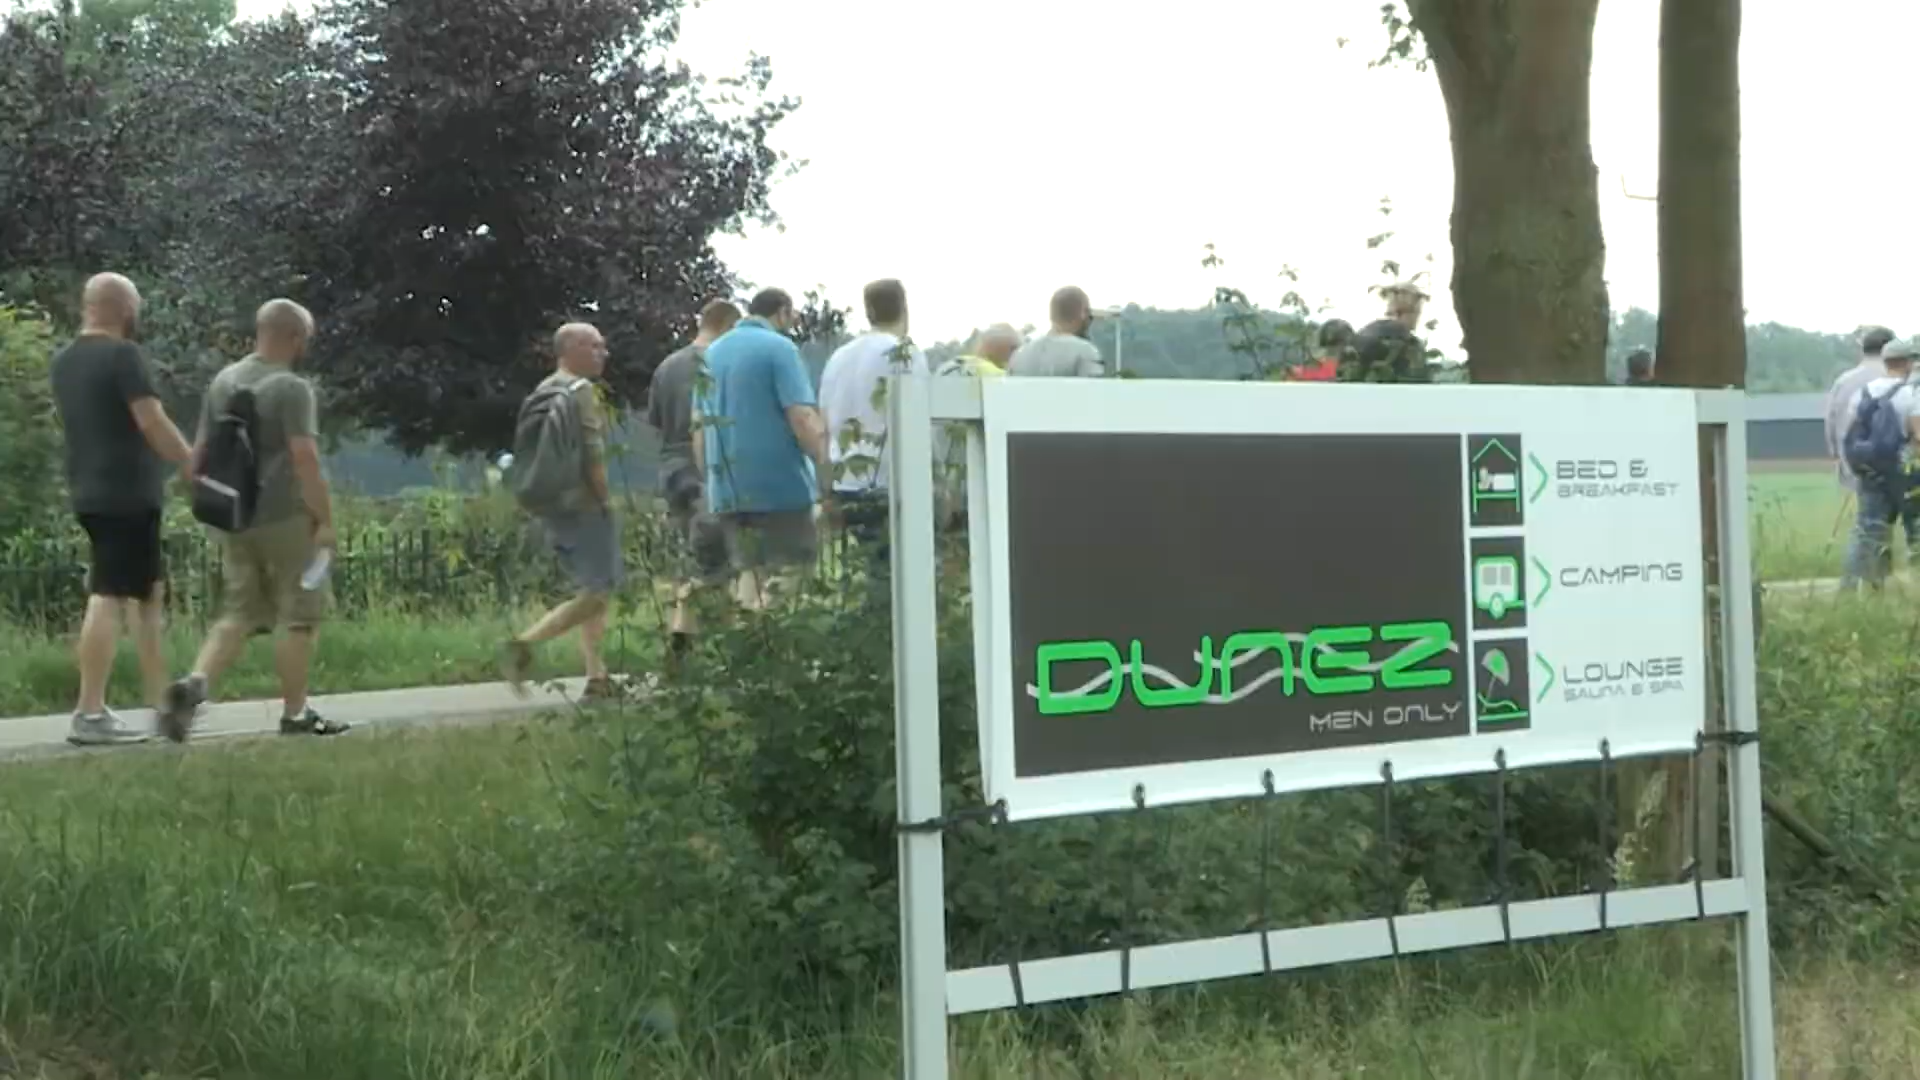 DUNEZ
MEN ONLY
BED &
BREAKFAST
CAMPING
LOUNGE
SAUNA & SPA